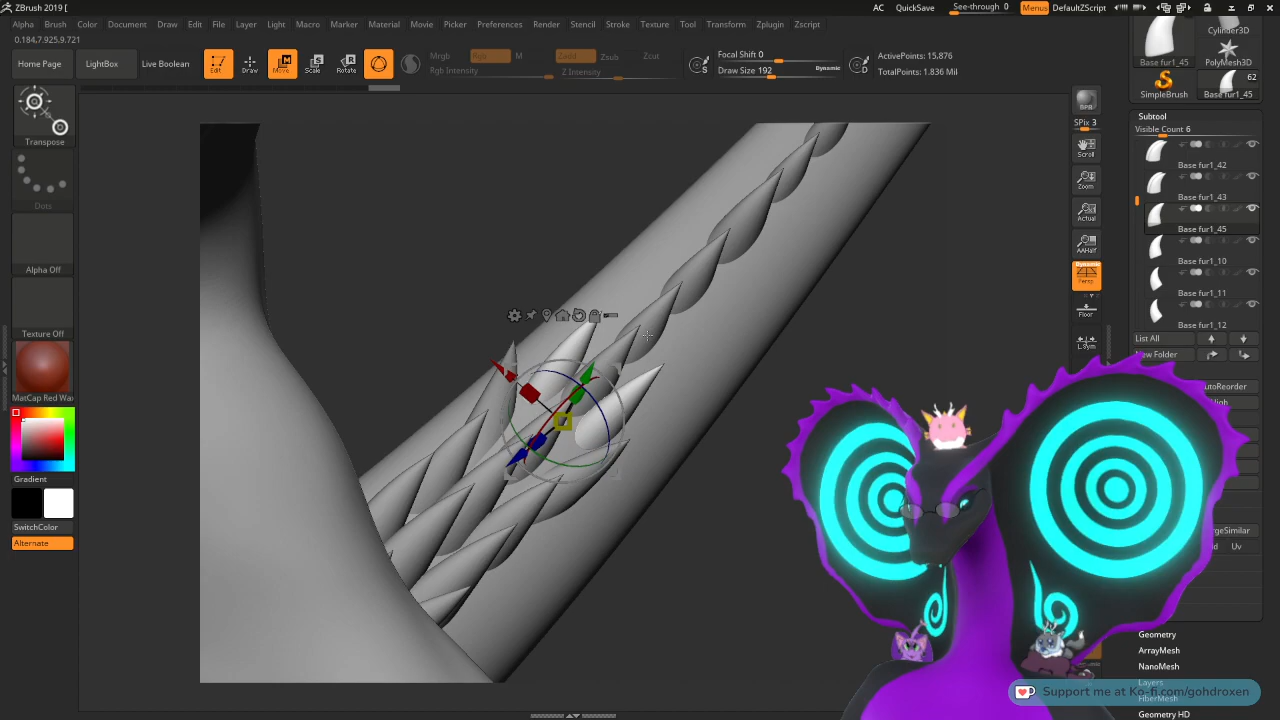 ZBrush 2019 [
AC QuickSave See-through 0 Menus DefaultZScript
Alpha Brush Color Document Draw Edit File Layer Light Macro Marker Material Movie Picker Preferences Render Stencil Stroke Texture Tool Transform Zplugin Zscript
0.184,7.925,9.721
Home Page LightBox Live Boolean
Edit Draw Move Scale Rotate
Mrgb Rgb M Zadd Zsub Zcut
Rgb Intensity Z Intensity
Focal Shift 0
Draw Size 192 Dynamic
ActivePoints: 15,876
TotalPoints: 1.836 Mil
Transpose
Dots
Alpha Off
Texture Off
MatCap Red Wax
Gradient
SwitchColor
Alternate
BPR
SPix 3
Scroll
Zoom
Actual
AAHalf
Dynamic
Persp
Floor
L.Sym
Cylinder3D
Base fur1_45 PolyMesh3D
62
SimpleBrush Base fur1_45
Subtool
Visible Count 6
Base fur1_42
Base fur1_43
Base fur1_45
Base fur1_10
Base fur1_11
Base fur1_12
List All
New Folder
AutoReorder
Uv
Geometry
ArrayMesh
NanoMesh
Layers
FiberMesh
Geometry HD
Support me at Ko-fi.com/gohdroxen